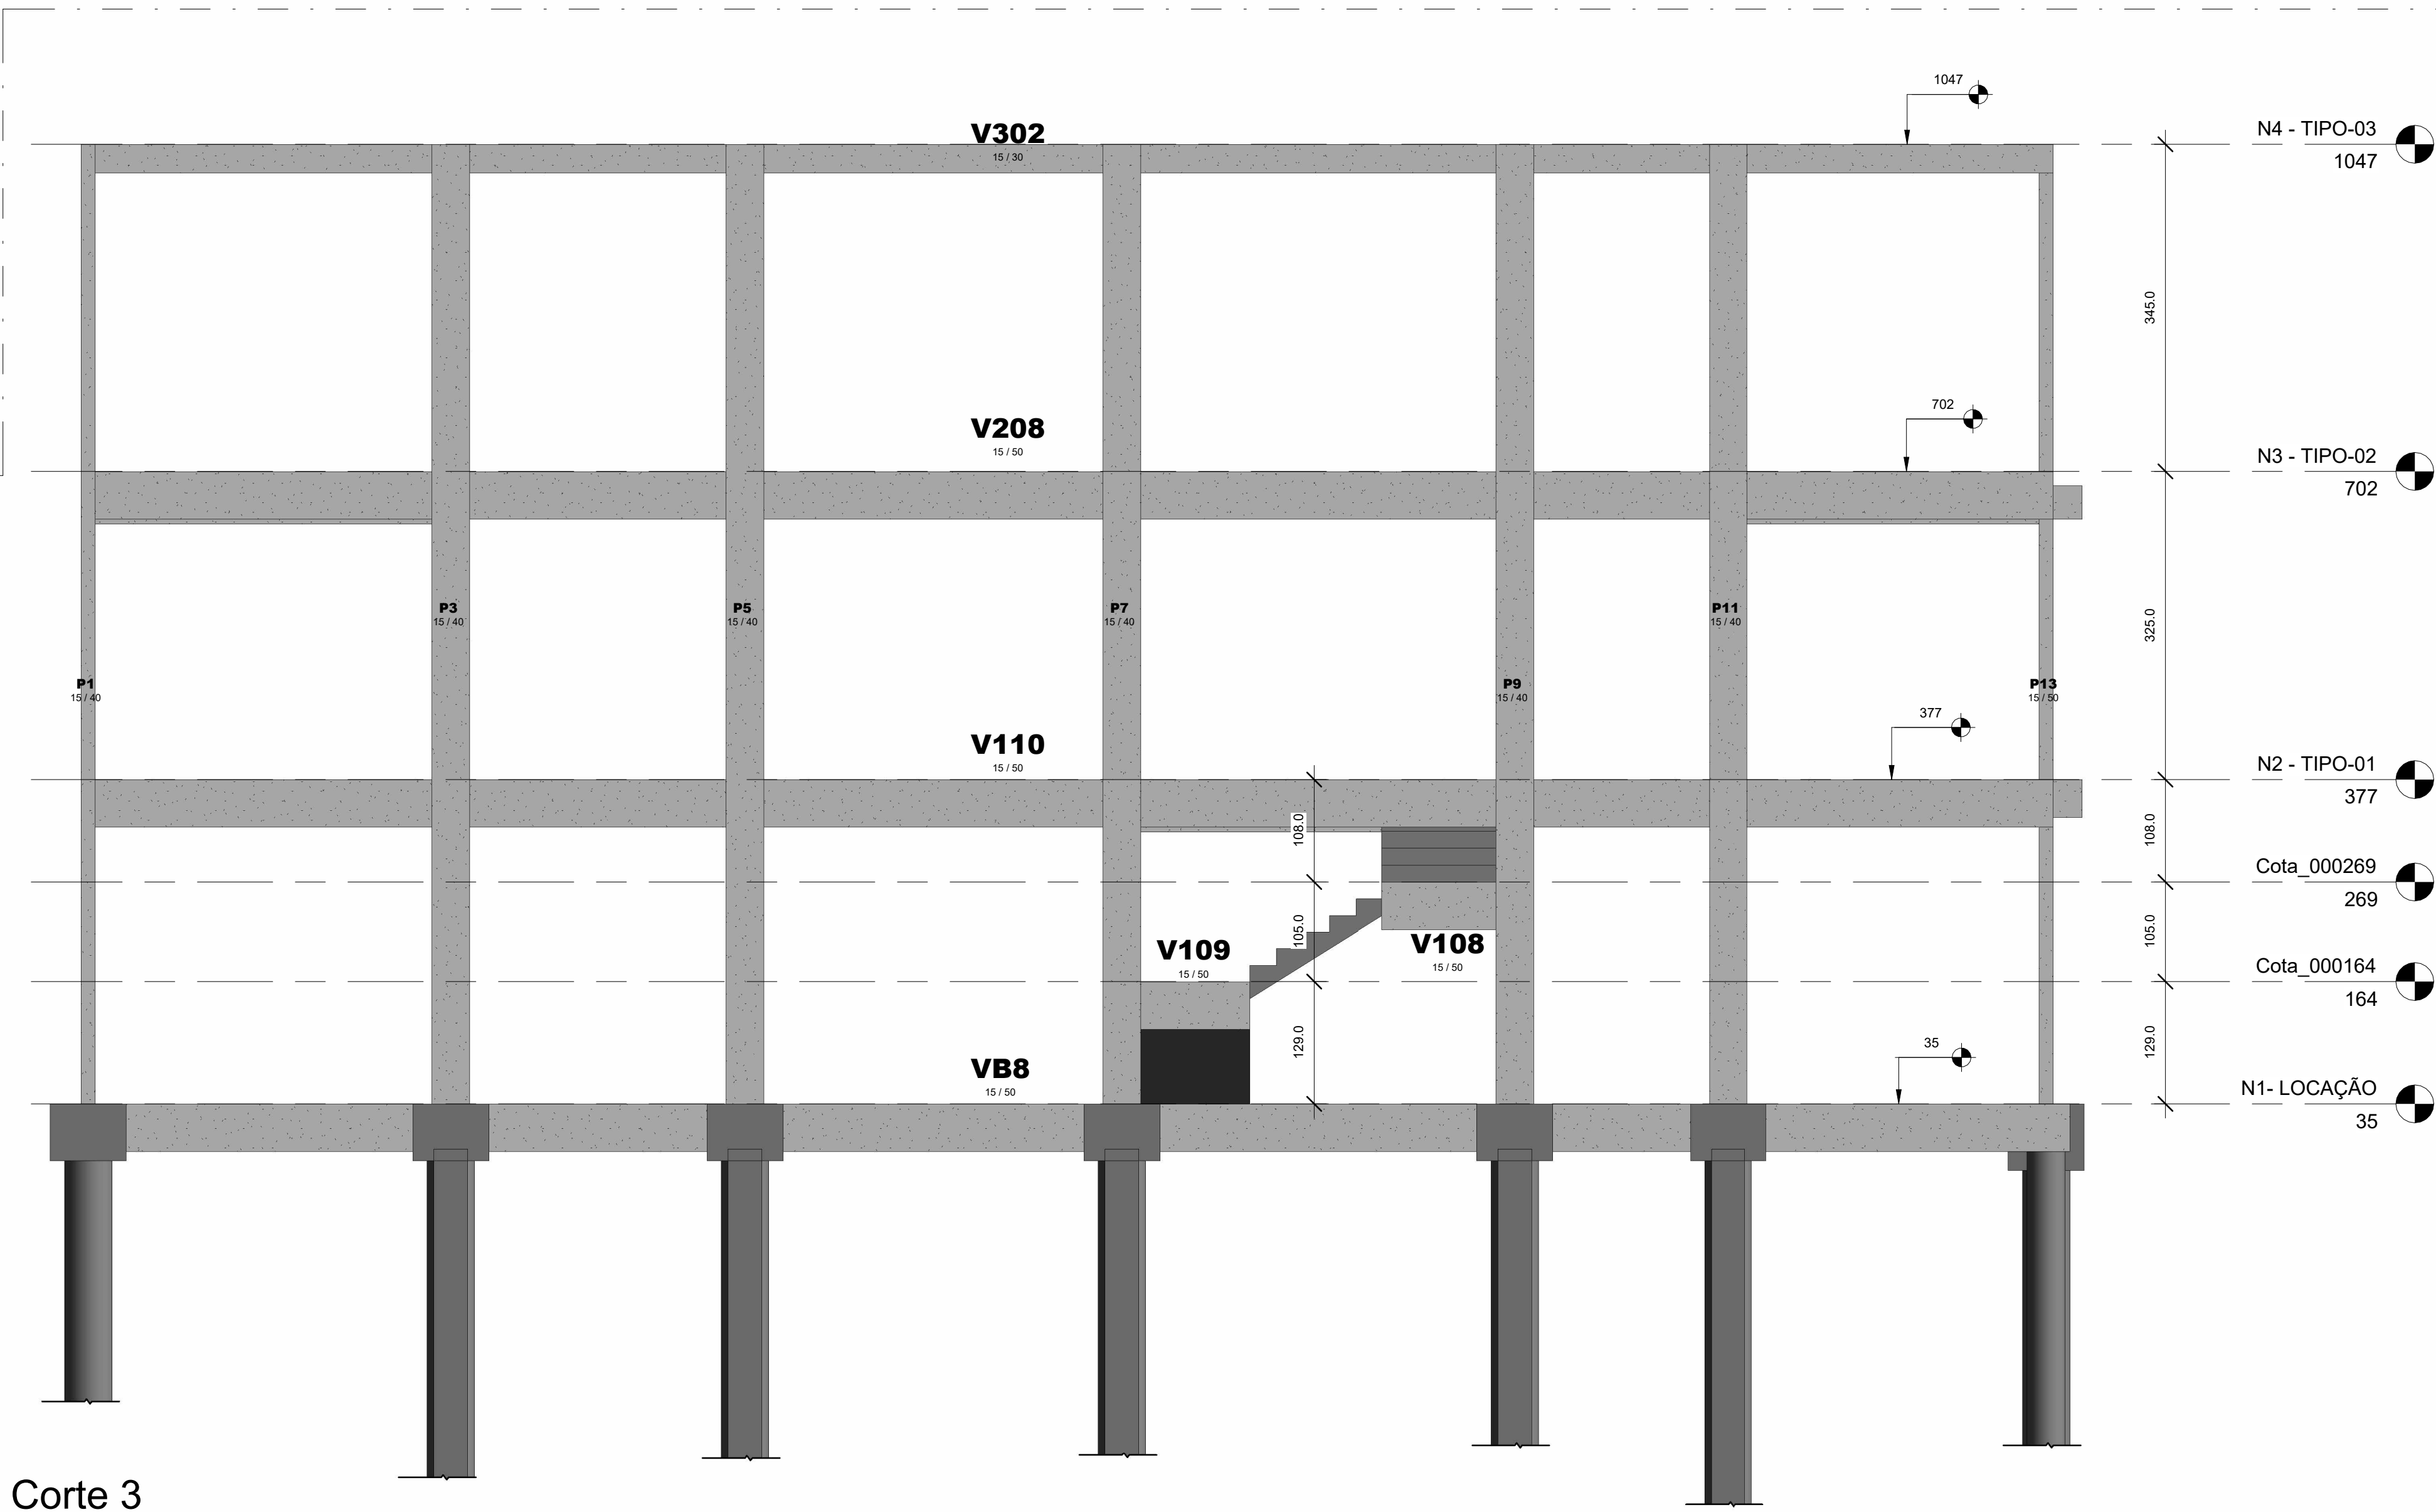 1047
N4 - TIPO-03
1047
V302
15 / 30
345.0
702
V208
15 / 50
N3 - TIPO-02
702
P3
15 / 40
P5
15 / 40
P7
15 / 40
P11
15 / 40
325.0
P1
15 / 40
P9
15 / 40
P13
15 / 50
377
V110
15 / 50
N2 - TIPO-01
377
108.0
108.0
Cota_000269
269
105.0
105.0
V109
15 / 50
V108
15 / 50
Cota_000164
164
129.0
129.0
35
VB8
15 / 50
N1- LOCAÇÃO
35
Corte 3